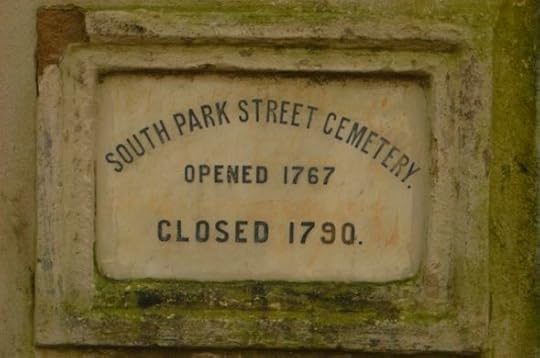 SOUTH PARK STREET CEMETERY.
OPENED 1767
CLOSED 1790.